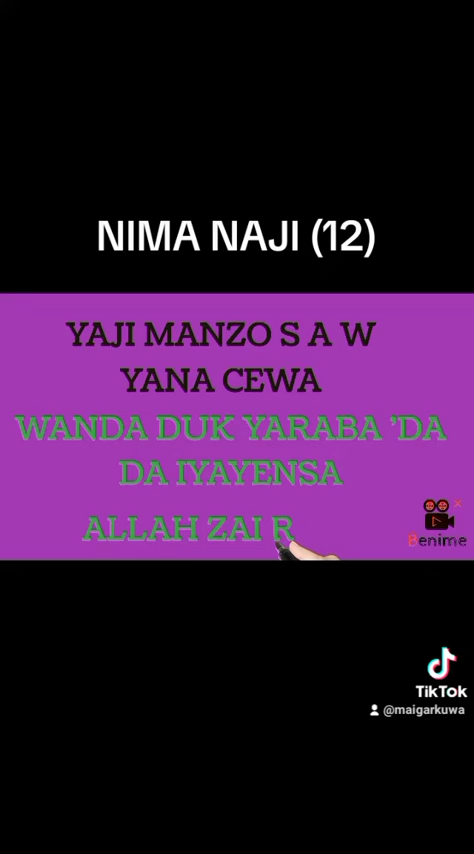 NIMA NAJI (12)
YAJI MANZO S A W
YANA CEWA
WANDA DUK YARABA 'DA
DA IYAYENSA
ALLAH ZAI R
Benime
TikTok
@maigarkuwa